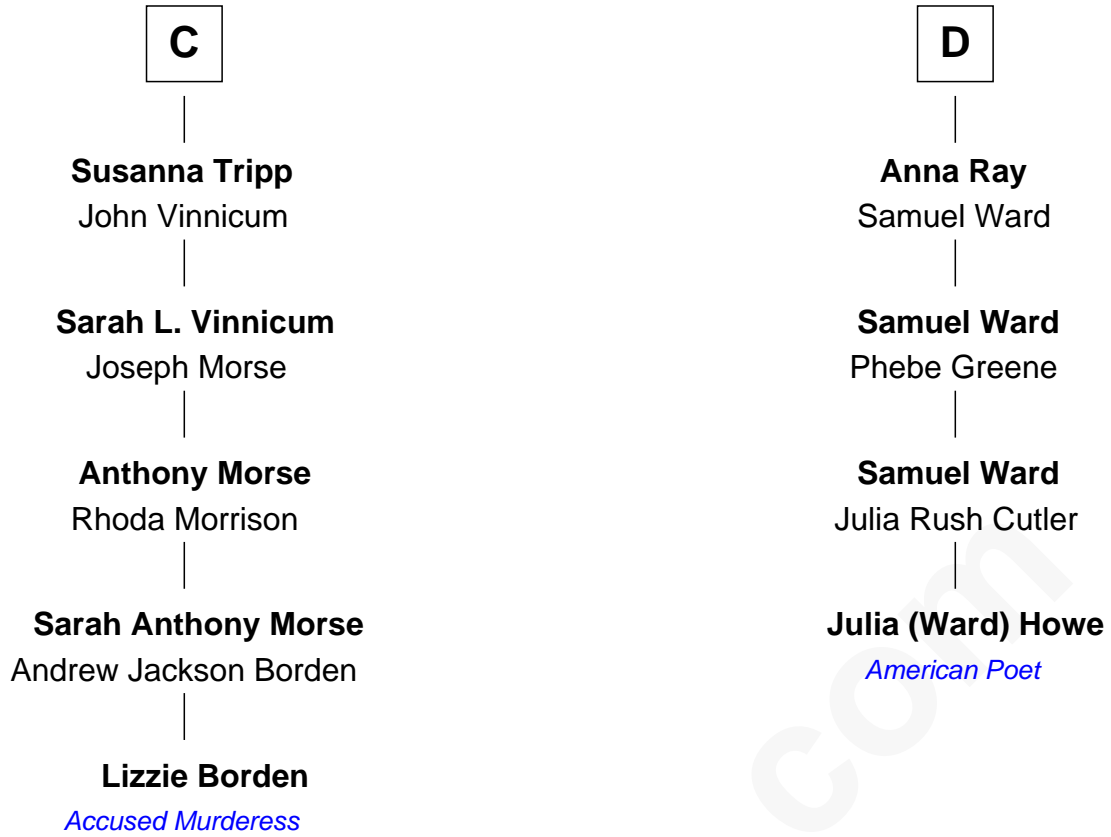 C
Susanna Tripp
John Vinnicum
Sarah L. Vinnicum
Joseph Morse
Anthony Morse
Rhoda Morrison
Sarah Anthony Morse
Andrew Jackson Borden
Lizzie Borden
Accused Murderess
D
Anna Ray
Samuel Ward
Samuel Ward
Phebe Greene
Samuel Ward
Julia Rush Cutler
Julia (Ward) Howe
American Poet
com